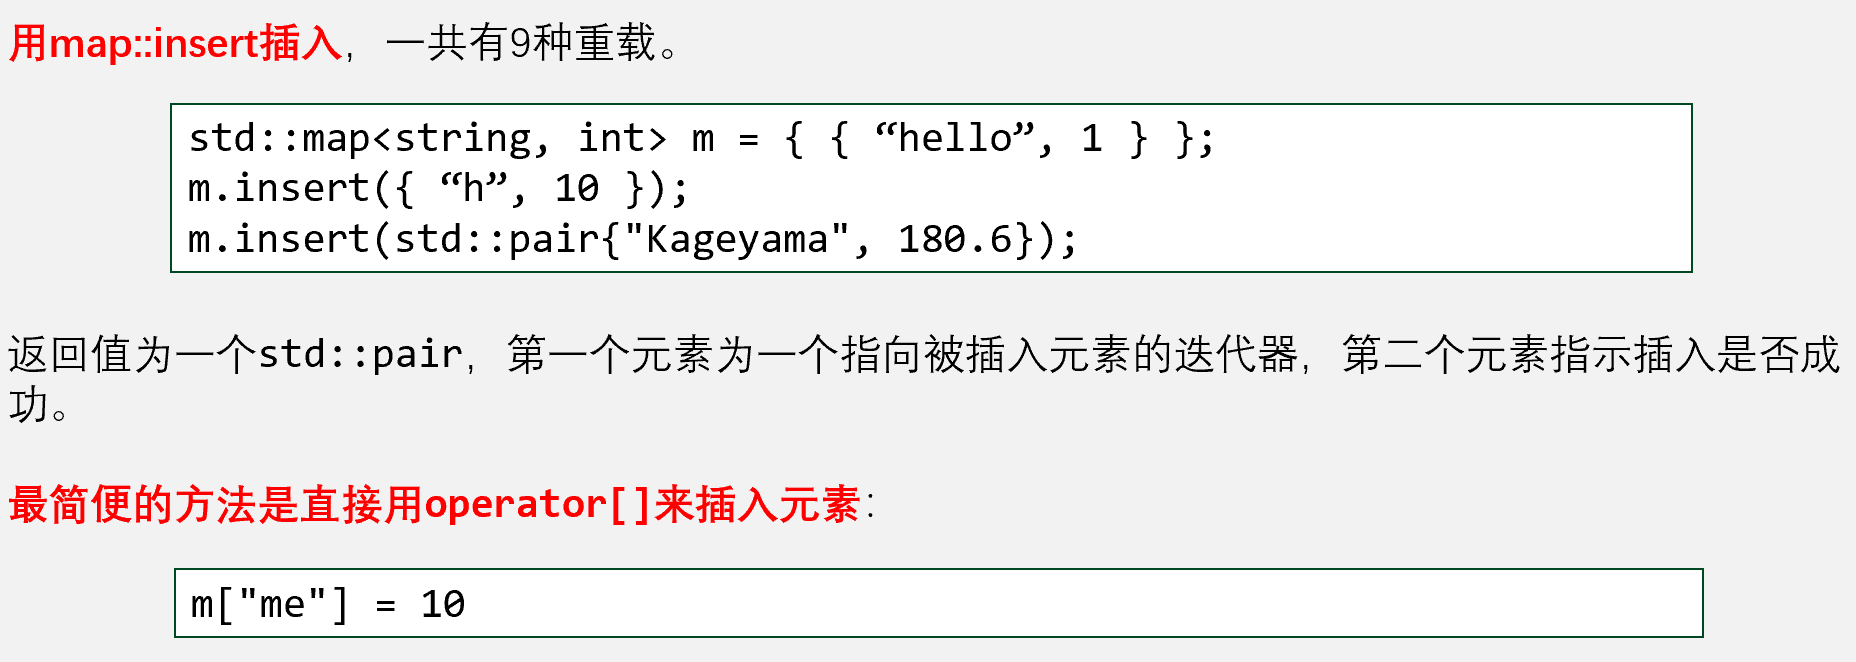 用map::insert插入，一共有9种重载。
std::map<string, int> m = { { “hello”, 1 } };
m.insert({ “h”, 10 });
m.insert(std::pair{"Kageyama", 180.6});
返回值为一个std::pair，第一个元素为一个指向被插入元素的迭代器，第二个元素指示插入是否成
功。
最简便的方法是直接用operator[]来插入元素：
m["me"] = 10